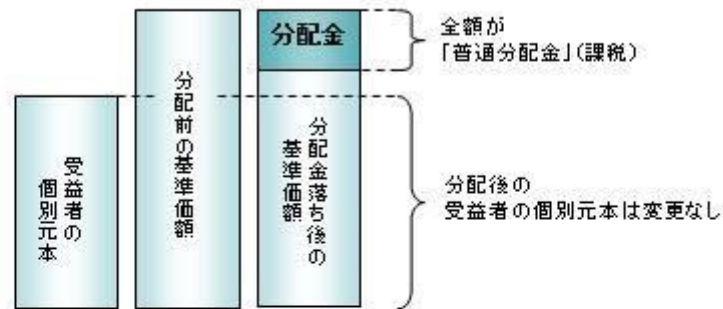 分配金
全額が
「普通分配金」(課税)
受益者の
個別元本
分配前の基準価額
分配金落ち後の
基準価額
分配後の
受益者の個別元本は変更なし